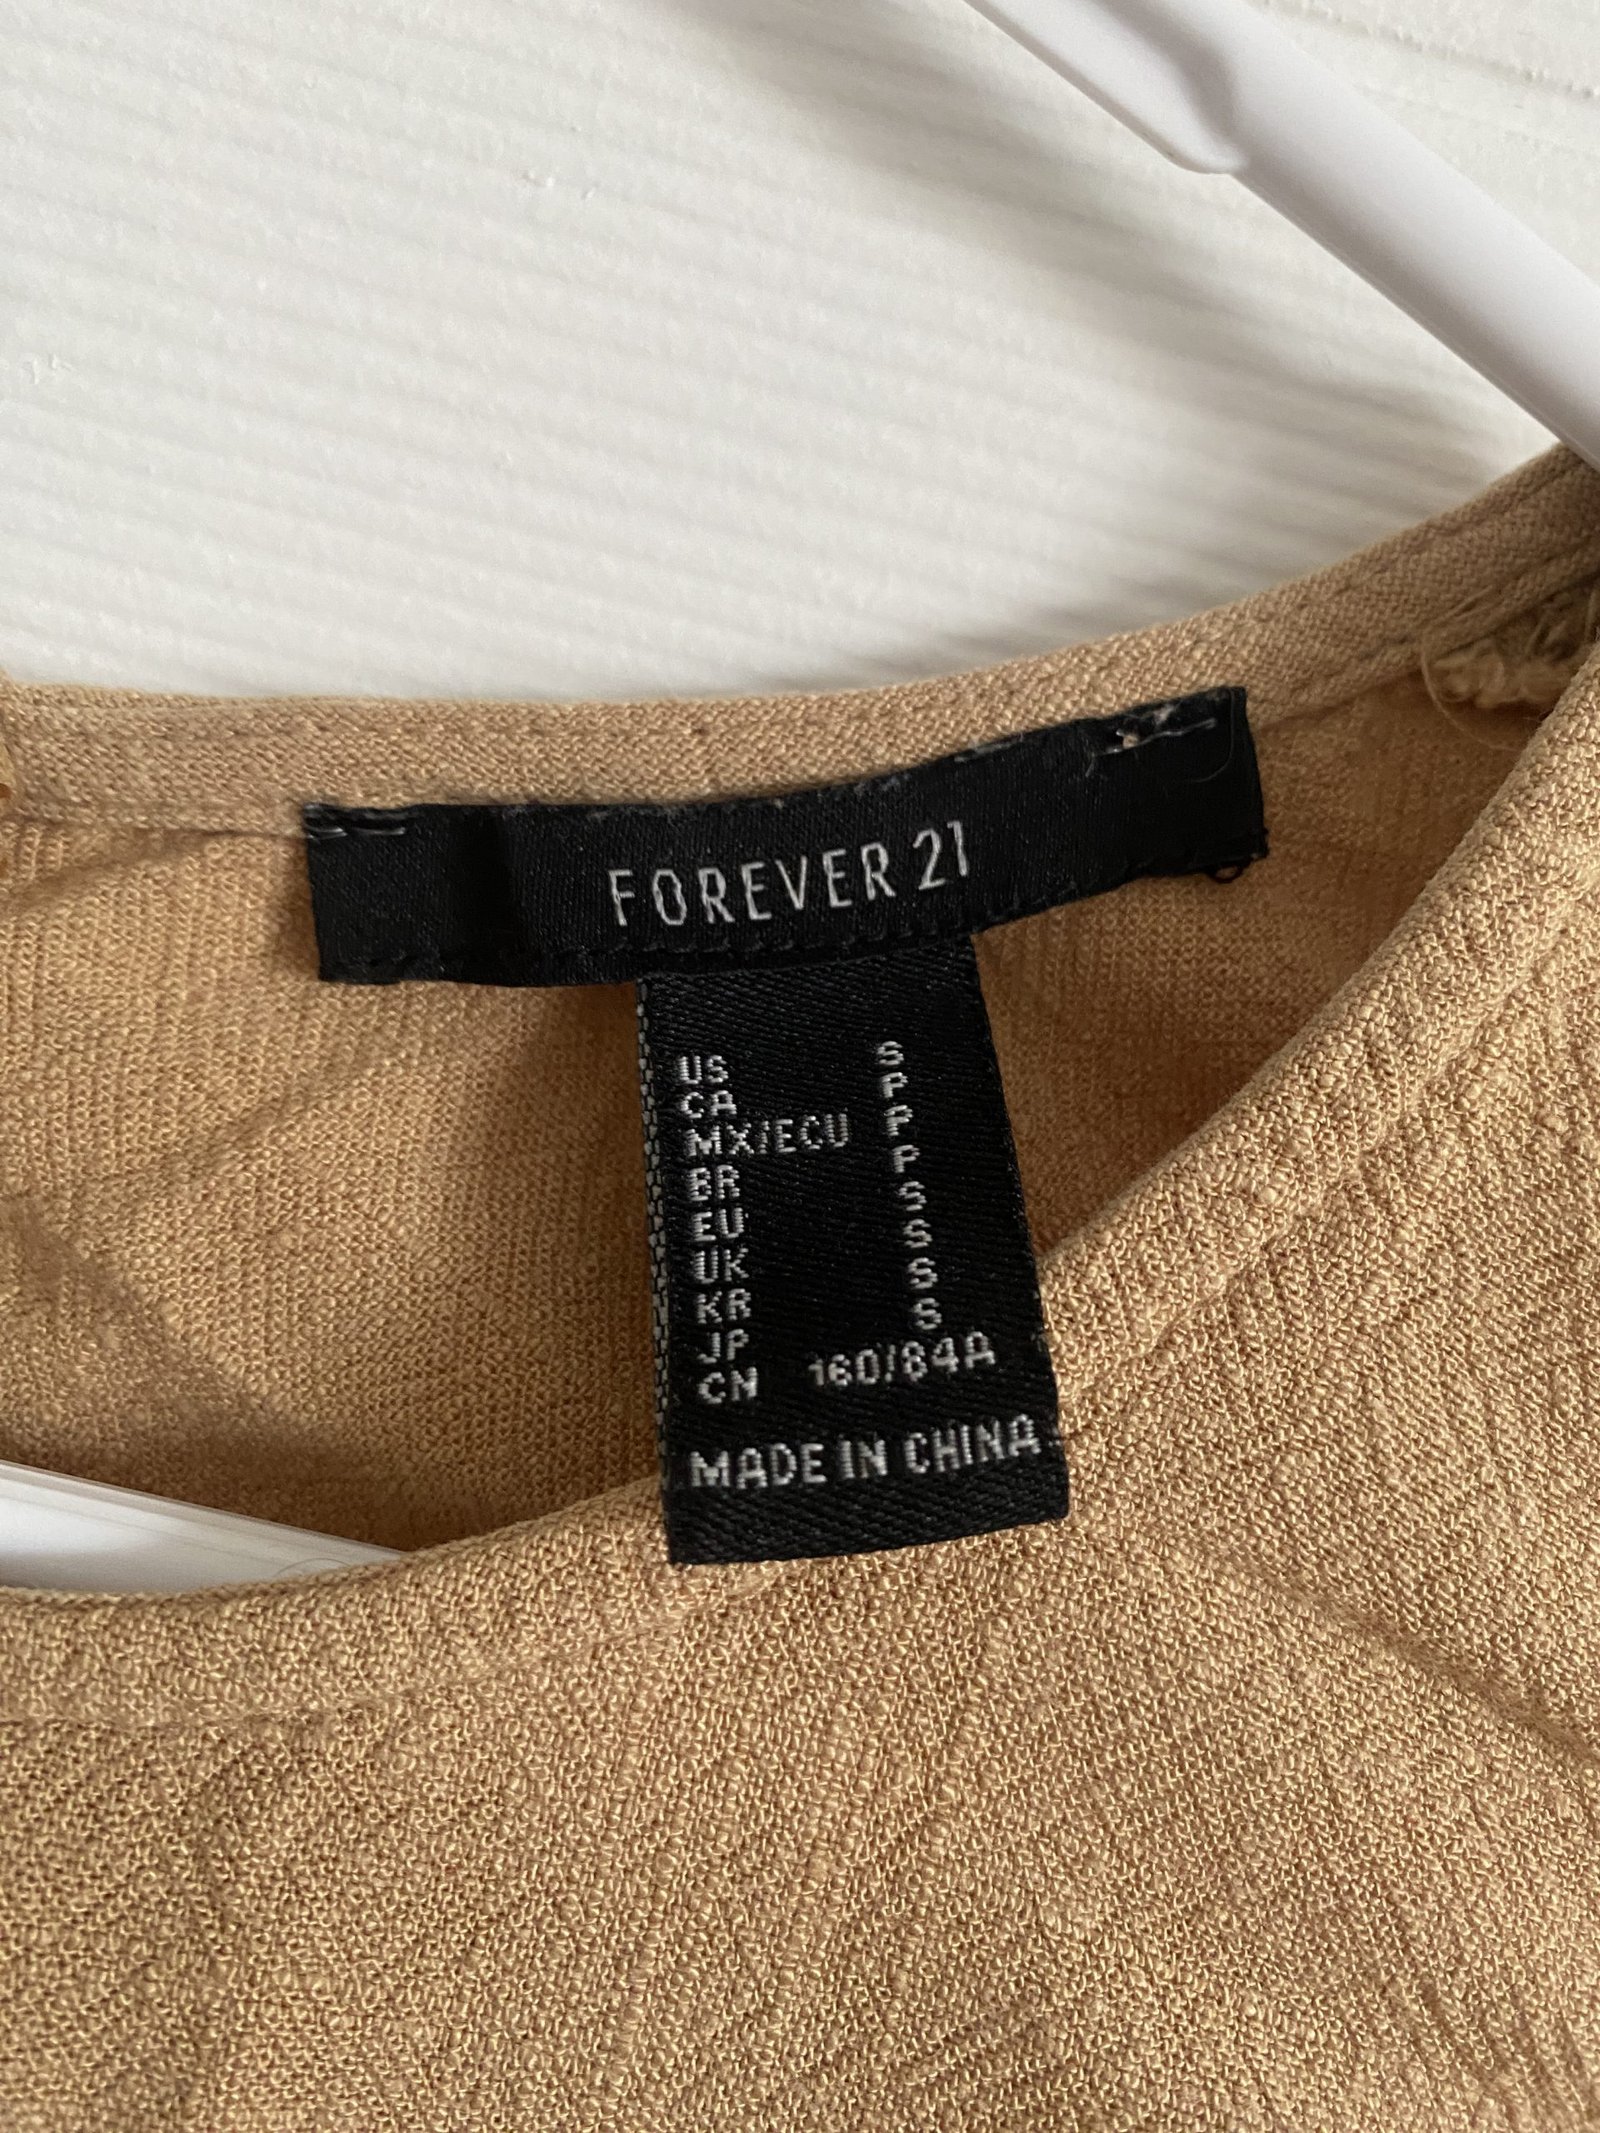 FOREVER 21
US S
CA P
MX/ECU P
BR P
EU S
UK S
KR S
JP S
CN 160/84A
MADE IN CHINA